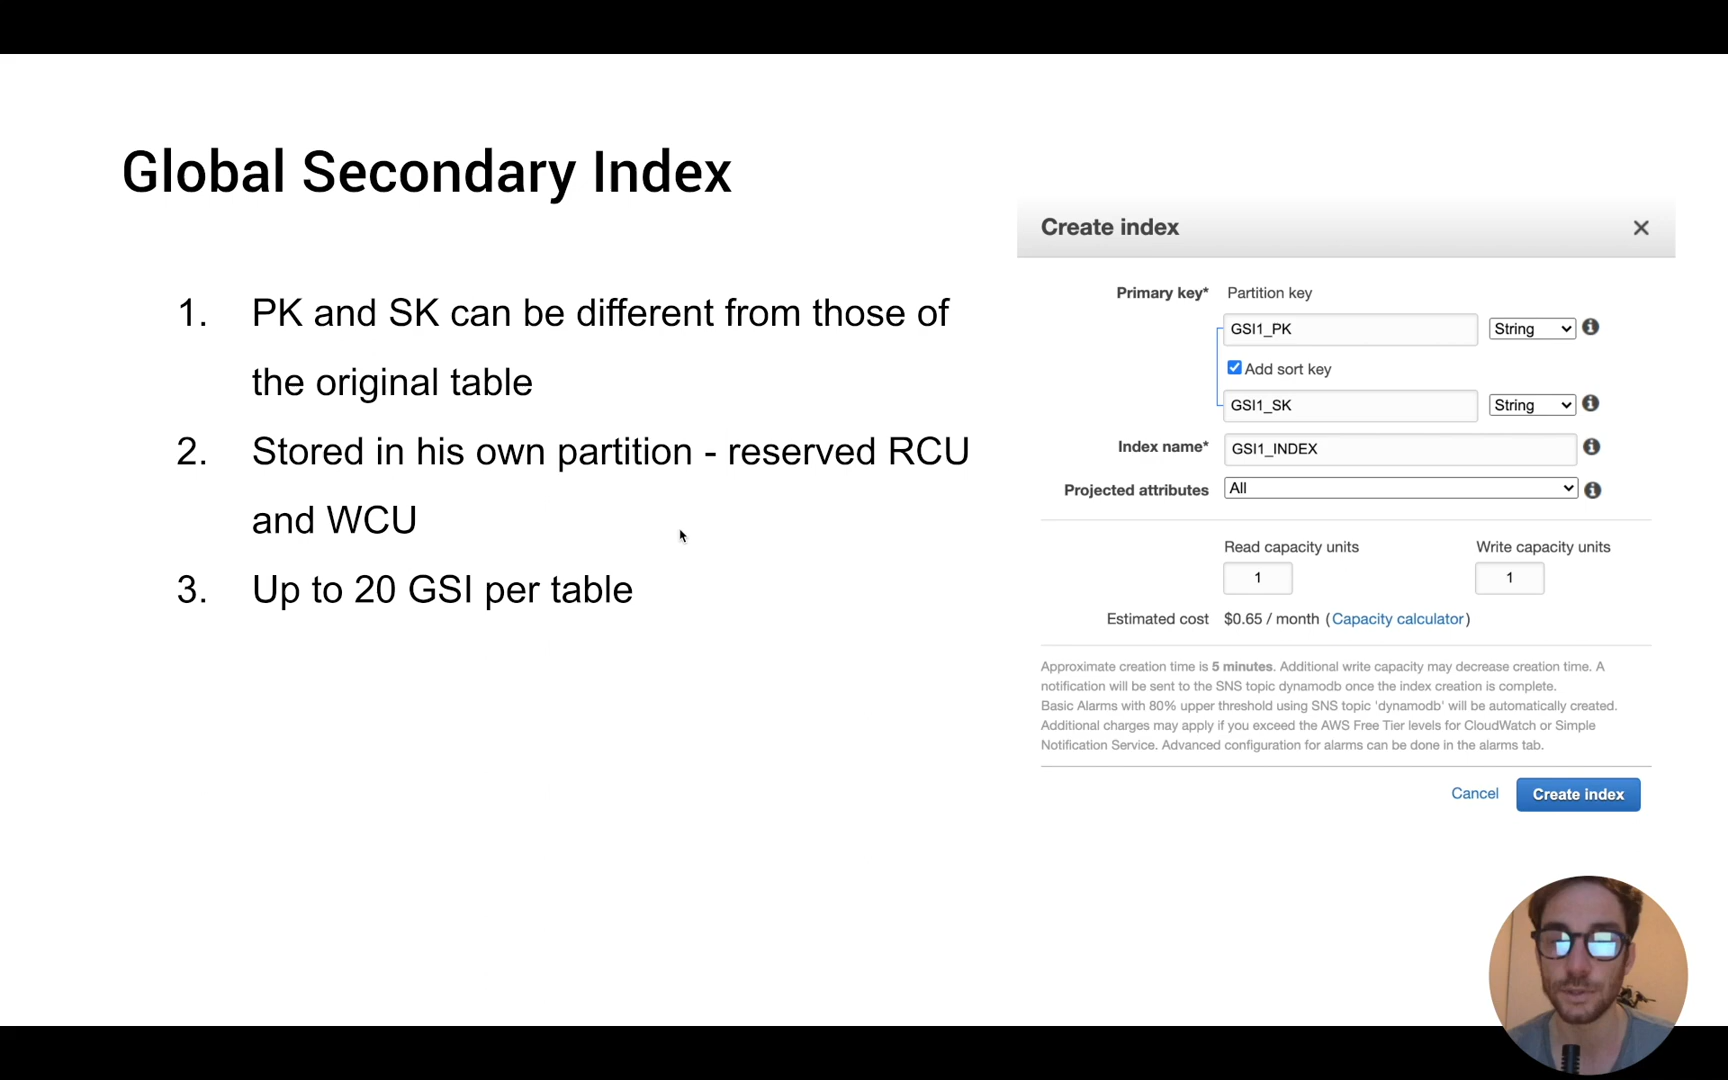 Global Secondary Index
1. PK and SK can be different from those of
the original table
2. Stored in his own partition - reserved RCU
and WCU
3. Up to 20 GSI per table
Create index
Primary key* Partition key
GSI1_PK String
Add sort key
GSI1_SK String
Index name* GSI1_INDEX
Projected attributes All
Read capacity units Write capacity units
1 1
Estimated cost $0.65 / month (Capacity calculator)
Approximate creation time is 5 minutes. Additional write capacity may decrease creation time. A
notification will be sent to the SNS topic dynamodb once the index creation is complete.
Basic Alarms with 80% upper threshold using SNS topic 'dynamodb' will be automatically created.
Additional charges may apply if you exceed the AWS Free Tier levels for CloudWatch or Simple
Notification Service. Advanced configuration for alarms can be done in the alarms tab.
Cancel Create index